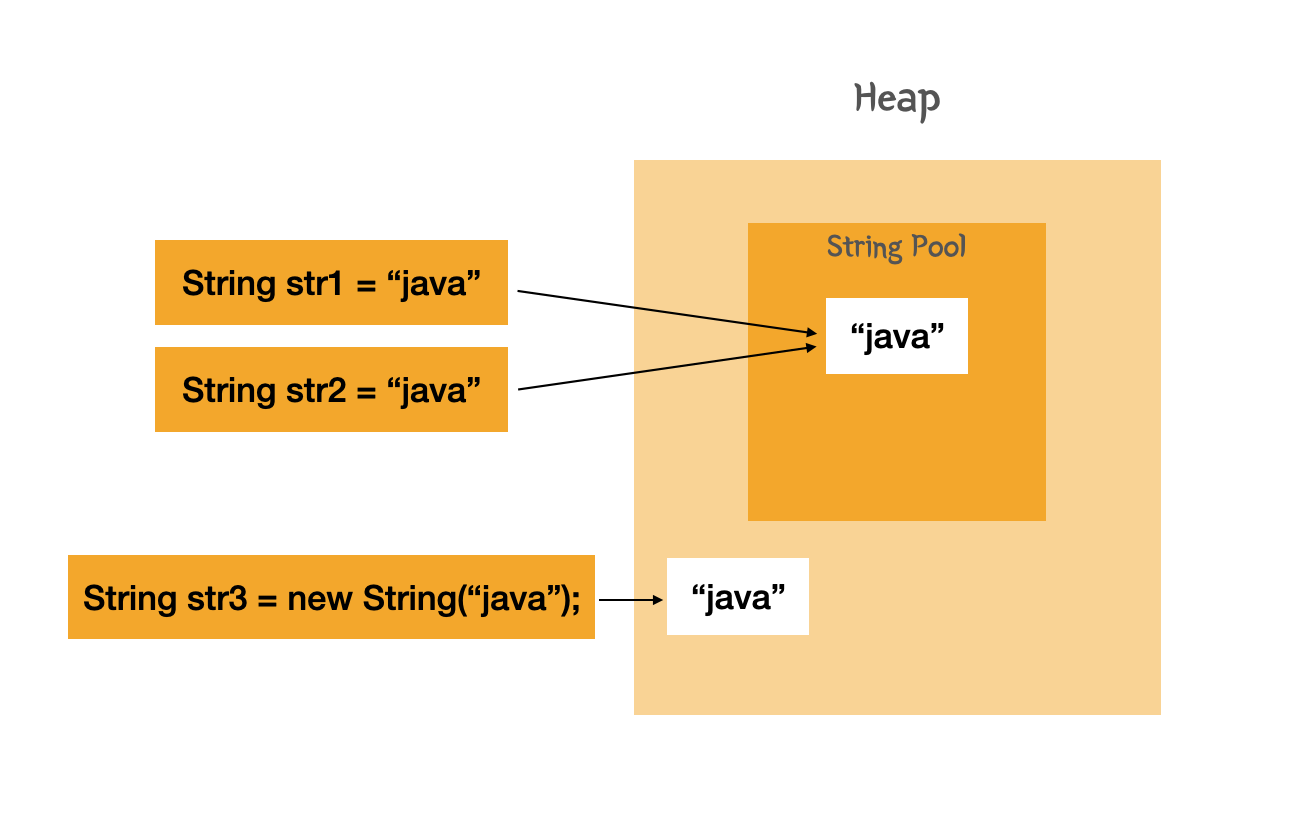 Heap
String Pool
String str1 = “java”
“java”
String str2 = “java”
String str3 = new String(“java”);
“java”